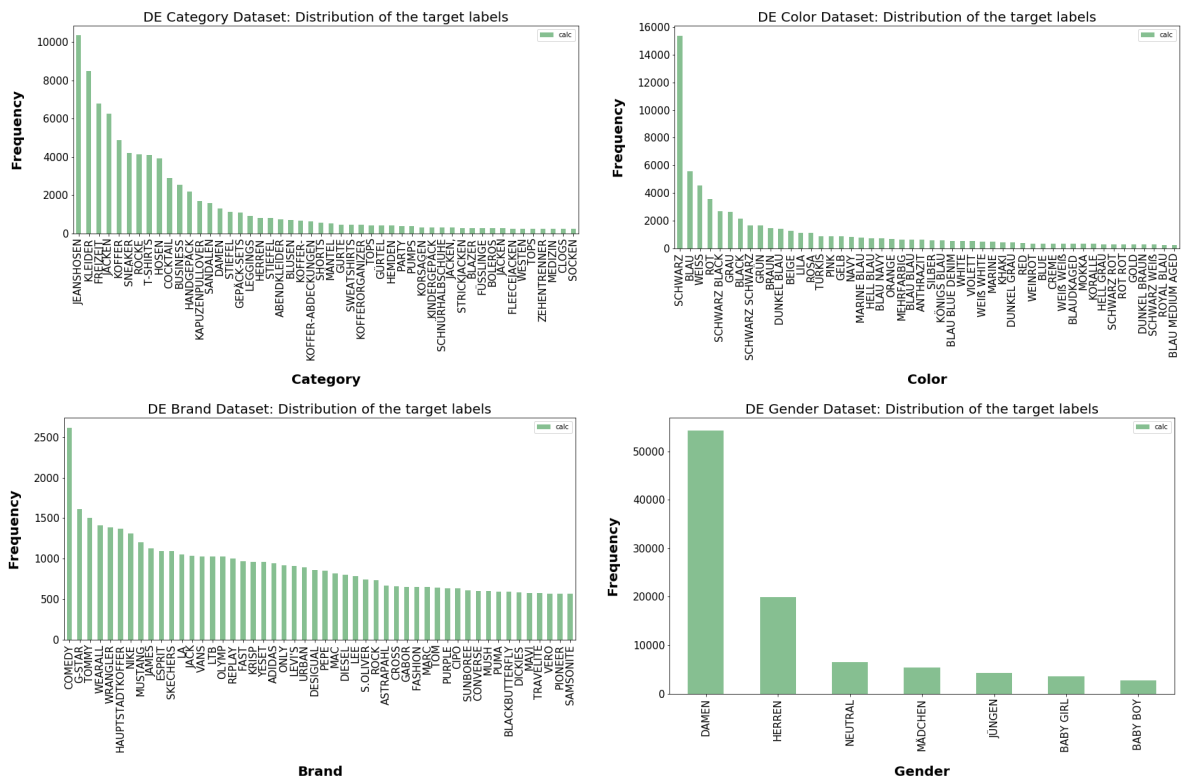 DE Category Dataset: Distribution of the target labels
calc
Frequency
10000
8000
6000
4000
2000
0
JEANSHOSEN
KLEIDER
FREIZEIT
JACKEN
KOFFER
SNEAKER
RÖCKE
T-SHIRTS
HOSEN
COCKTAIL
BUSINESS
HANDGEPÄCK
KAPUZENPULLOVER
SANDALEN
DAMEN
STIEFEL
GEPÄCK-SETS
LEGGINGS
HERREN
STIEFEL
ABENDKLEIDER
BLUSEN
KOFFER-
KOFFER-ABDECKUNGEN
SHORTS
MÄNTEL
GURTE
SWEATSHIRTS
KOFFERORGANIZER
TOPS
GÜRTEL
HEMDEN
PARTY
PUMPS
KORSAGEN
KINDERGEPÄCK
SCHNÜRHALBSCHUHE
STRICKJACKEN
BLAZER
FÜSSLINGE
BOLEROS
JACKEN
FLEECEJACKEN
WESTEN
TOPS
ZEHENTRENNER
MEDIZIN
CLOGS
SOCKEN
Category
DE Color Dataset: Distribution of the target labels
calc
Frequency
16000
14000
12000
10000
8000
6000
4000
2000
0
SCHWARZ
BLAU
WEISS
ROT
SCHWARZ BLACK
GRAU
BLACK
SCHWARZ SCHWARZ
GRÜN
BRAUN
DUNKEL BLAU
BEIGE
LILA
ROSA
TÜRKIS
PINK
GELB
NAVY
MARINE BLAU
HELL BLAU
BLAU NAVY
ORANGE
MEHRFARBIG
BLAU BLAU
ANTHRAZIT
SILBER
KÖNIGS BLAU
BLAU BLUE DENIM
WHITE
VIOLETT
WEIß WHITE
MARINE
KHAKI
DUNKEL GRAU
RED
WEINROT
BLUE
CREME
WEIß WEIß
BLAUDKAGED
MOKKA
KORALLE
HELL GRAU
SCHWARZ ROT
ROT ROT
GOLD
DUNKEL BRAUN
SCHWARZ WEIß
ROYAL BLAU
BLAU MEDIUM AGED
Color
DE Brand Dataset: Distribution of the target labels
calc
Frequency
2500
2000
1500
1000
500
0
COMEDY
G-STAR
TOMMY
WEARALL
WRANGLER
HAUPTSTADTKOFFER
NIKE
MUSTANG
JAMES
ESPRIT
SKECHERS
LA
JACK
VANS
LTB
OLYMP
REPLAY
FAST
KRISP
YESET
ADIDAS
ONLY
LEVI'S
URBAN
DESIGUAL
PEPE
MAC
DIESEL
LEE
S.OLIVER
ROCK
ASTRAPAHL
CROSS
GABOR
FASHION
MARC
TOM
PURPLE
CIPO
SUNBOREE
CONVERSE
MUSH
PUMA
BLACKBUTTERFLY
DICKIES
MAVI
TRAVELITE
VERO
PIONEER
SAMSONITE
Brand
DE Gender Dataset: Distribution of the target labels
calc
Frequency
50000
40000
30000
20000
10000
0
DAMEN
HERREN
NEUTRAL
MÄDCHEN
JUNGEN
BABY GIRL
BABY BOY
Gender